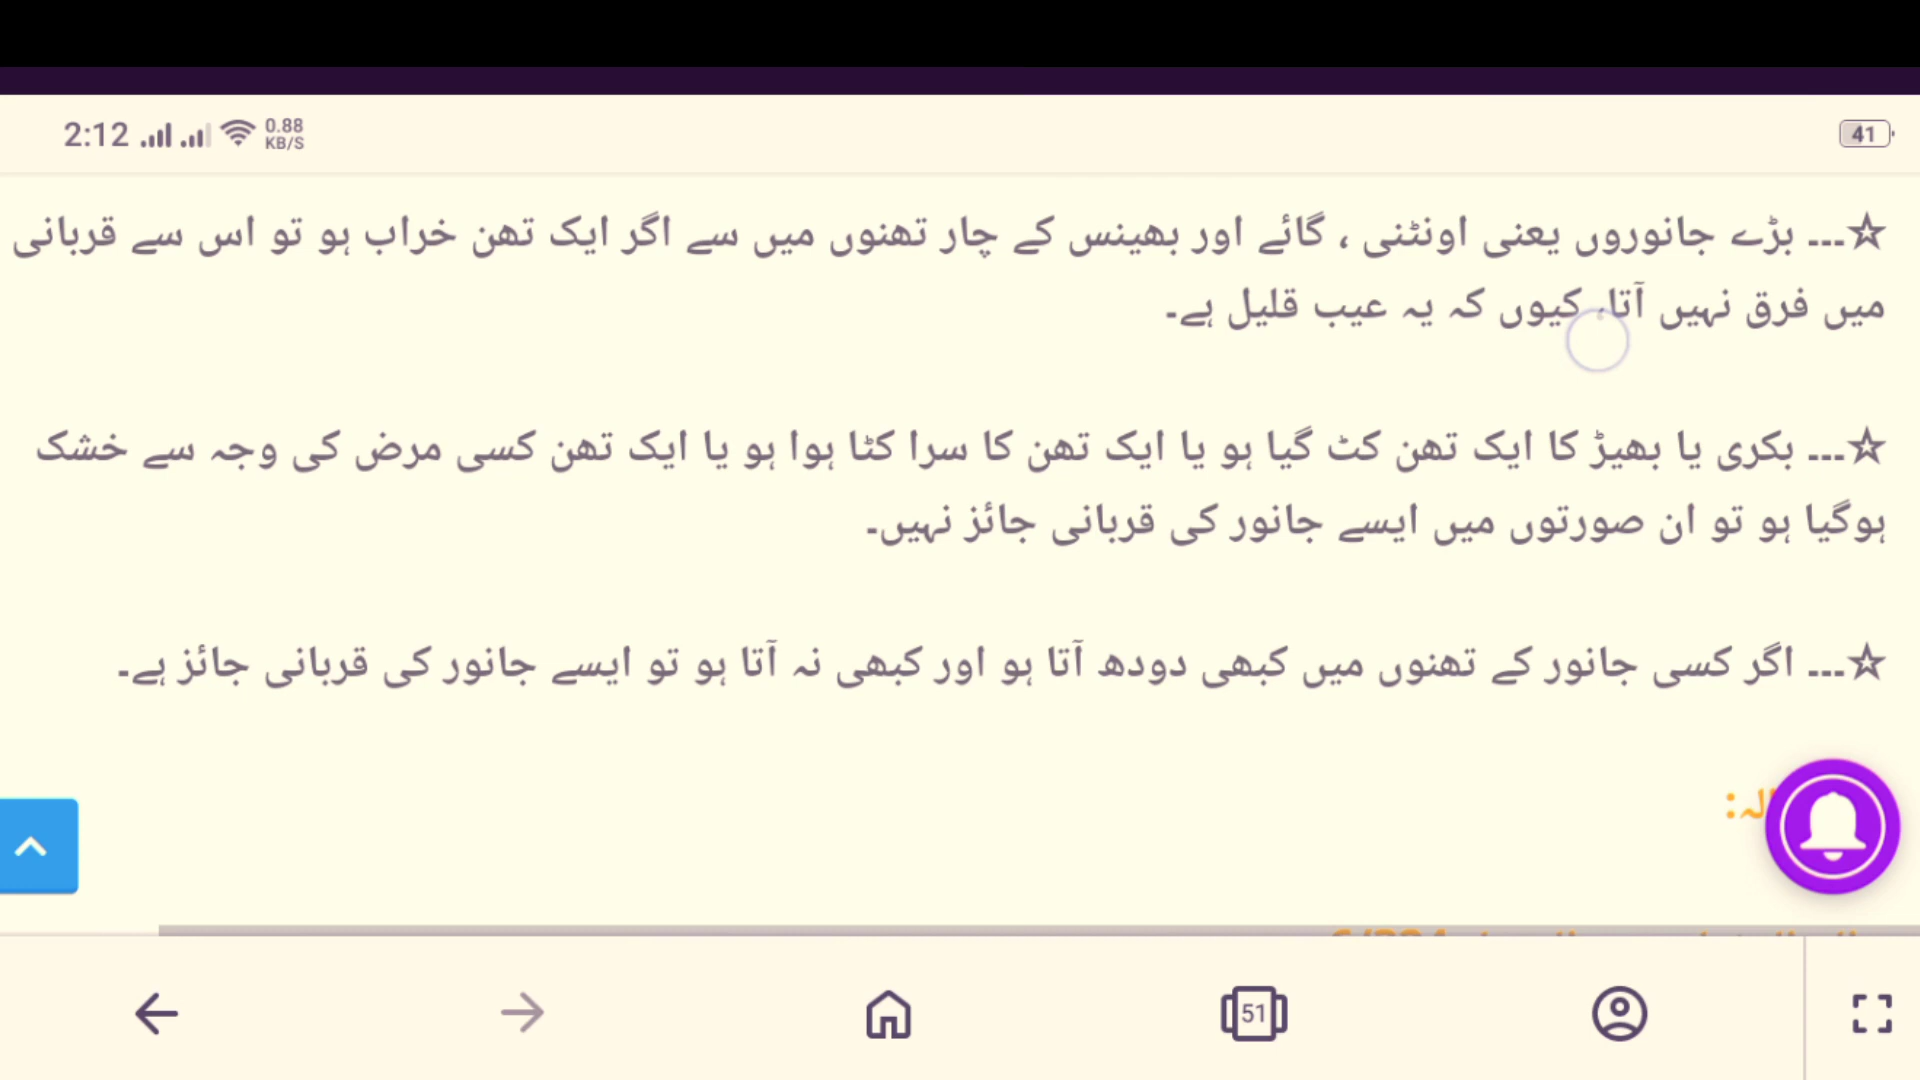 2:12
0.88
KB/S
41
☆... بڑے جانوروں یعنی اونٹنی ، گائے اور بھینس کے چار تھنوں میں سے اگر ایک تھن خراب ہو تو اس سے قربانی
میں فرق نہیں آتا، کیوں کہ یہ عیب قلیل ہے۔
☆... بکری یا بھیڑ کا ایک تھن کٹ گیا ہو یا ایک تھن کا سرا کٹا ہوا ہو یا ایک تھن کسی مرض کی وجہ سے خشک
ہوگیا ہو تو ان صورتوں میں ایسے جانور کی قربانی جائز نہیں۔
☆... اگر کسی جانور کے تھنوں میں کبھی دودھ آتا ہو اور کبھی نہ آتا ہو تو ایسے جانور کی قربانی جائز ہے۔
51